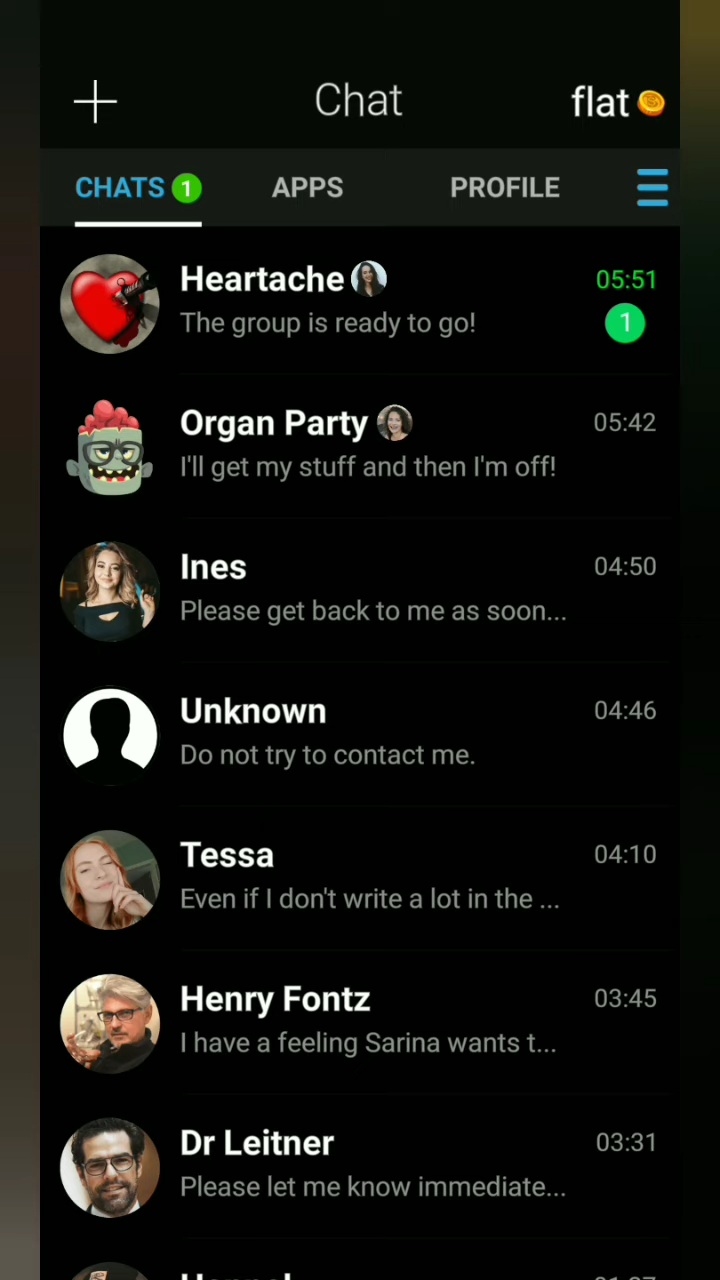 Chat
flat
CHATS 1
APPS
PROFILE
Heartache
05:51
The group is ready to go!
1
Organ Party
05:42
I'll get my stuff and then I'm off!
Ines
04:50
Please get back to me as soon...
Unknown
04:46
Do not try to contact me.
Tessa
04:10
Even if I don't write a lot in the ...
Henry Fontz
03:45
I have a feeling Sarina wants t...
Dr Leitner
03:31
Please let me know immediate...